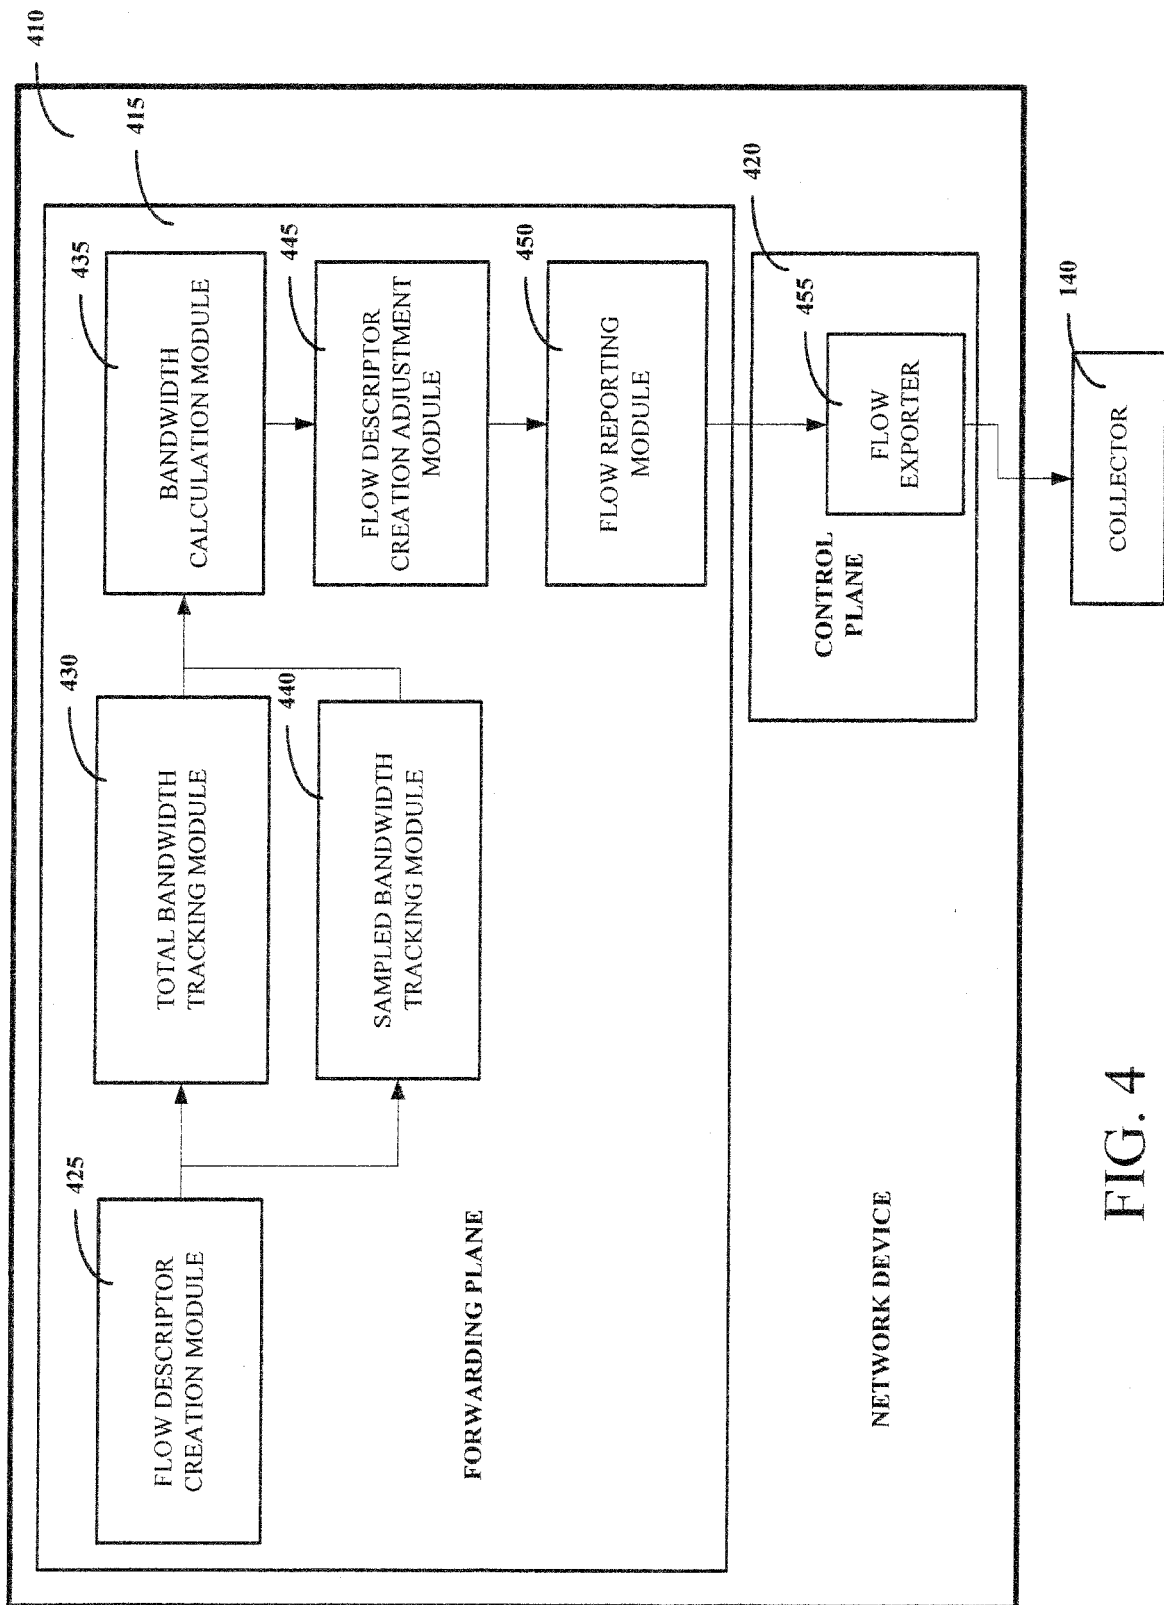 410
415
425
FLOW DESCRIPTOR
CREATION MODULE
430
TOTAL BANDWIDTH
TRACKING MODULE
435
BANDWIDTH
CALCULATION MODULE
440
SAMPLED BANDWIDTH
TRACKING MODULE
445
FLOW DESCRIPTOR
CREATION ADJUSTMENT
MODULE
450
FLOW REPORTING
MODULE
FORWARDING PLANE
420
455
FLOW
EXPORTER
CONTROL
PLANE
NETWORK DEVICE
140
COLLECTOR
FIG. 4